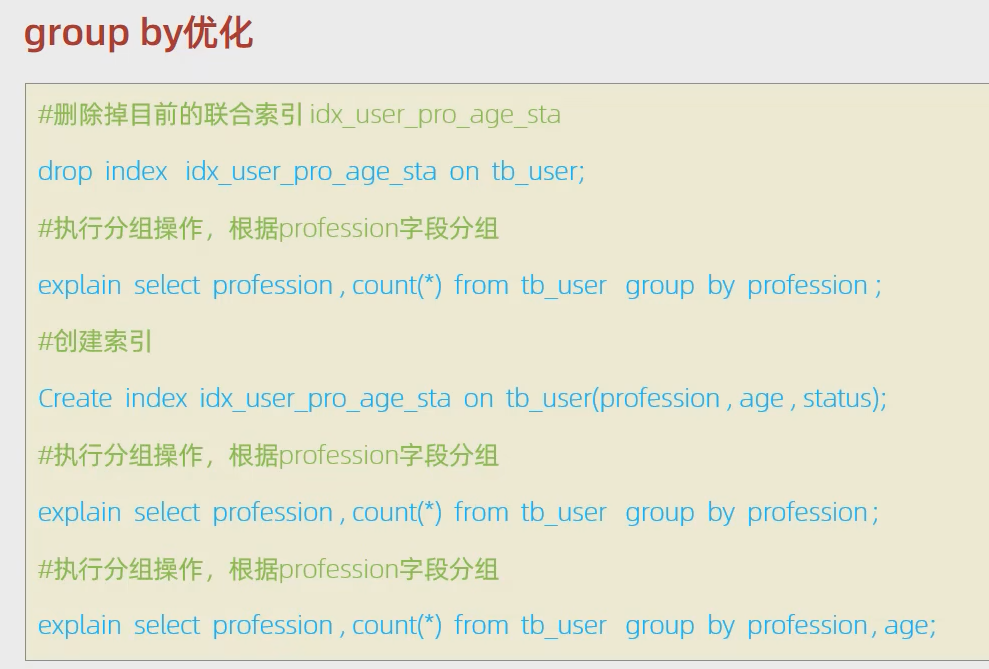 group by优化
#删除掉目前的联合索引 idx_user_pro_age_sta
drop index idx_user_pro_age_sta on tb_user;
#执行分组操作，根据profession字段分组
explain select profession , count(*) from tb_user group by profession ;
#创建索引
Create index idx_user_pro_age_sta on tb_user(profession , age , status);
#执行分组操作，根据profession字段分组
explain select profession , count(*) from tb_user group by profession ;
#执行分组操作，根据profession字段分组
explain select profession , count(*) from tb_user group by profession , age;